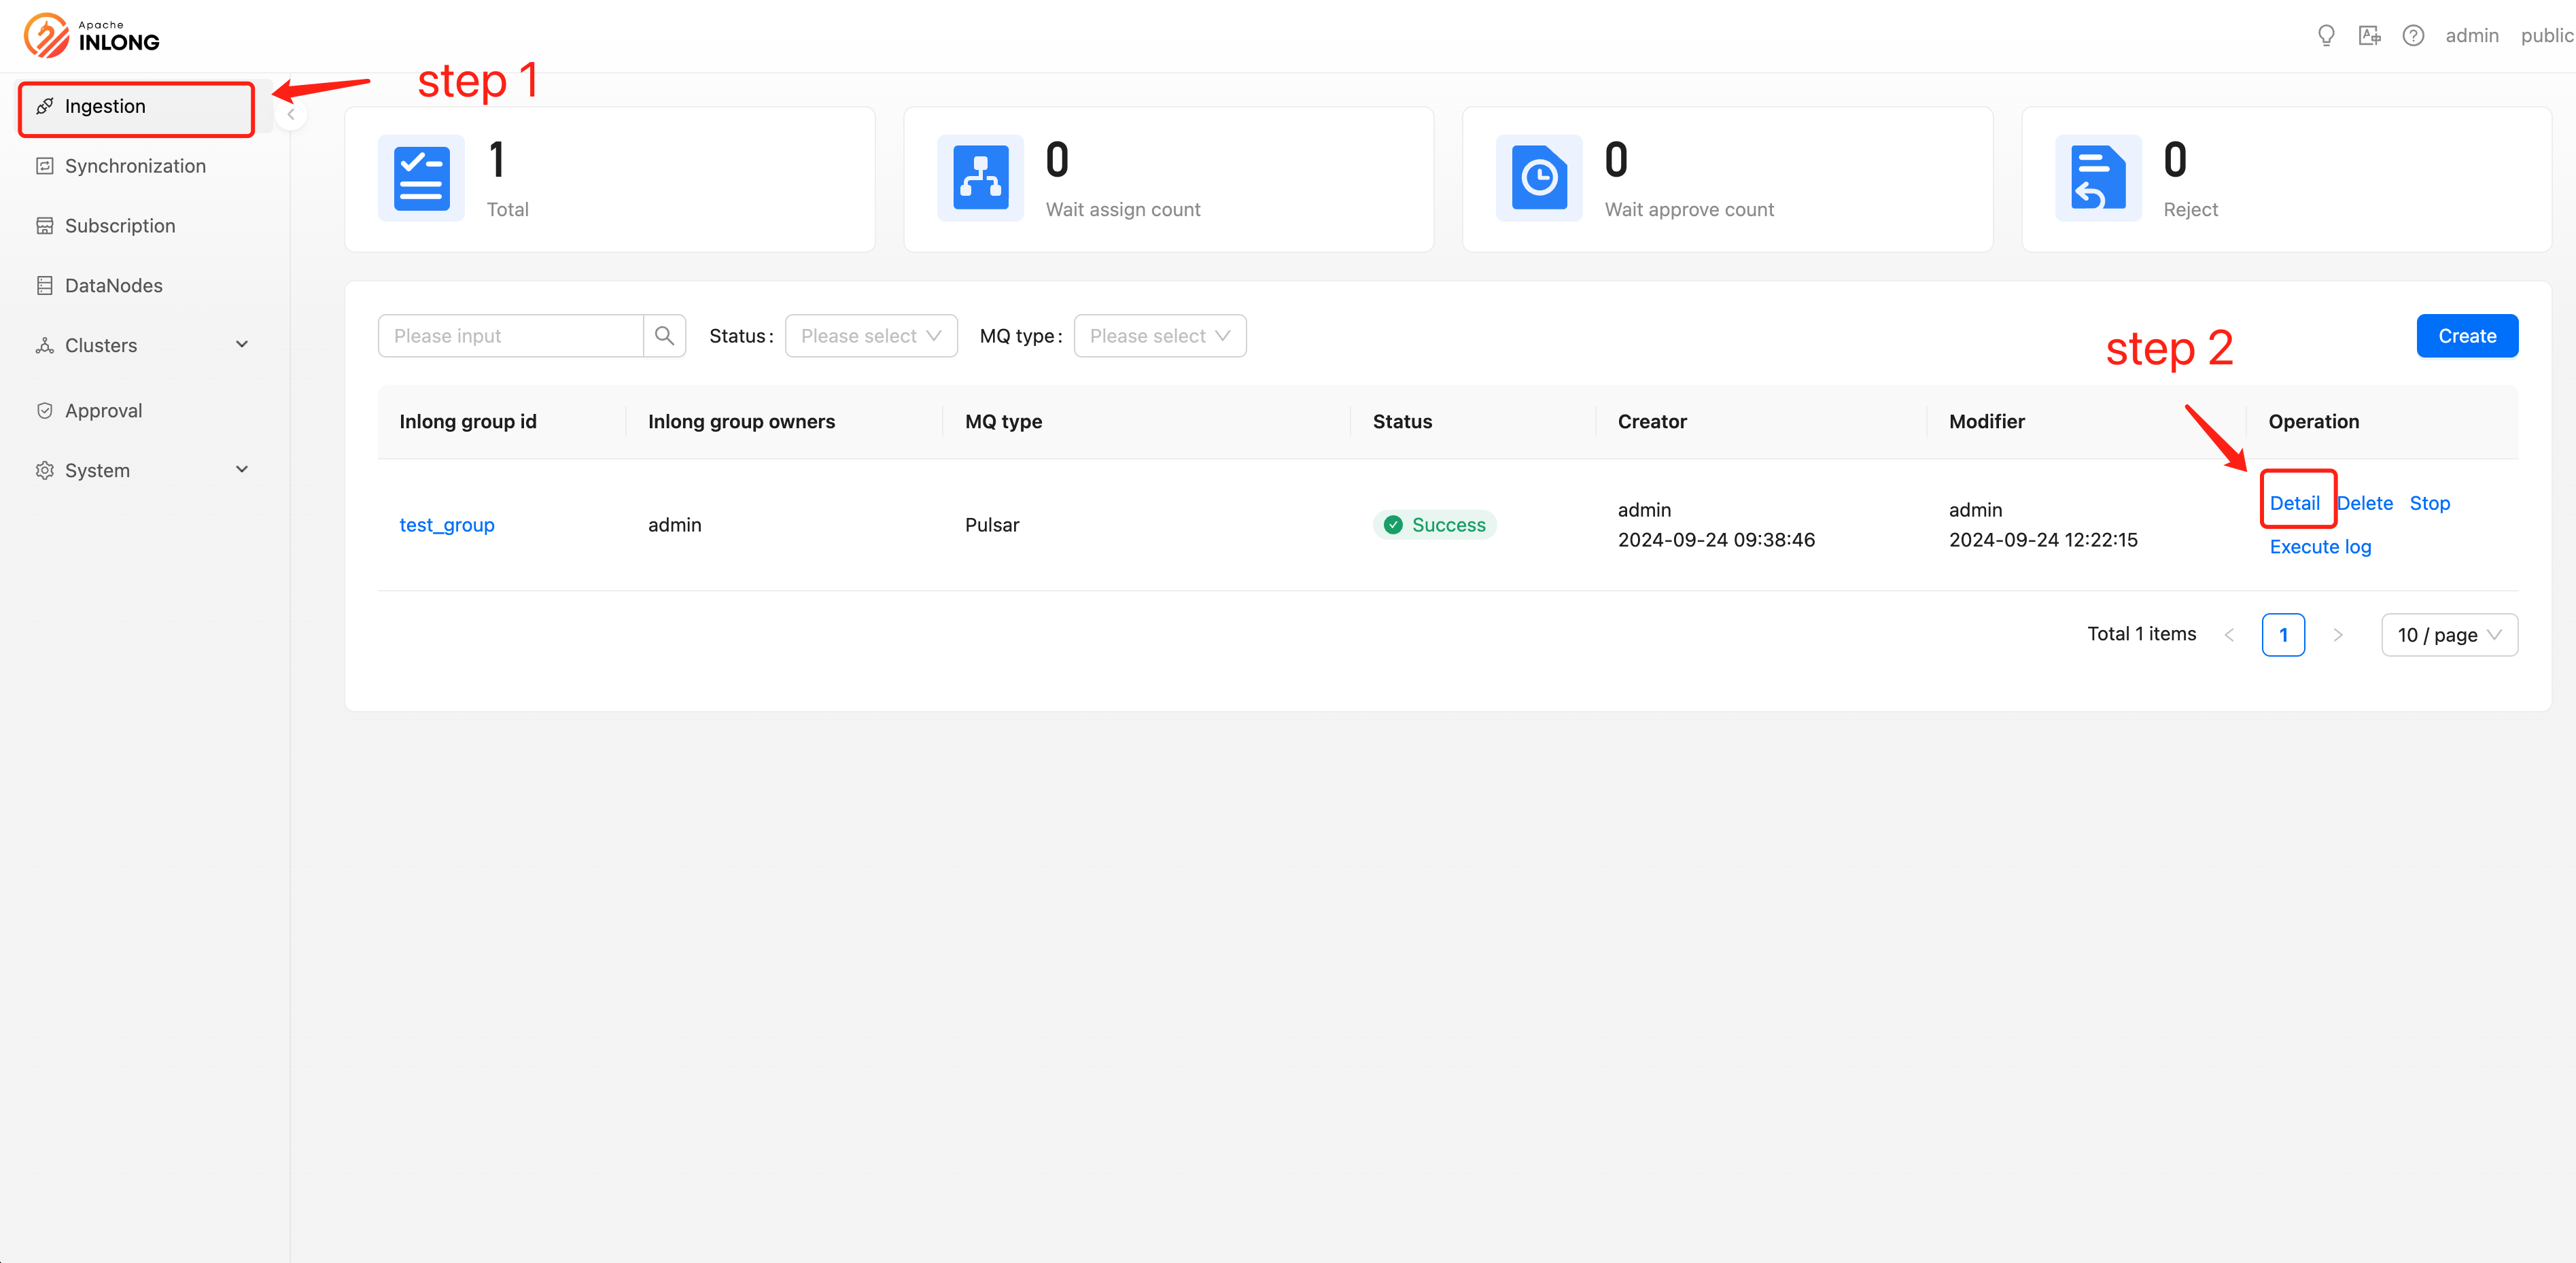 Apache
INLONG
admin public
step 1
Ingestion
Synchronization
Subscription
DataNodes
Clusters
Approval
System
1
Total
0
Wait assign count
0
Wait approve count
0
Reject
Please input
Status :
Please select
MQ type :
Please select
Create
step 2
Inlong group id Inlong group owners MQ type Status Creator Modifier Operation
test_group admin Pulsar Success
admin
2024-09-24 09:38:46
admin
2024-09-24 12:22:15
Detail Delete Stop
Execute log
Total 1 items < 1 > 10 / page